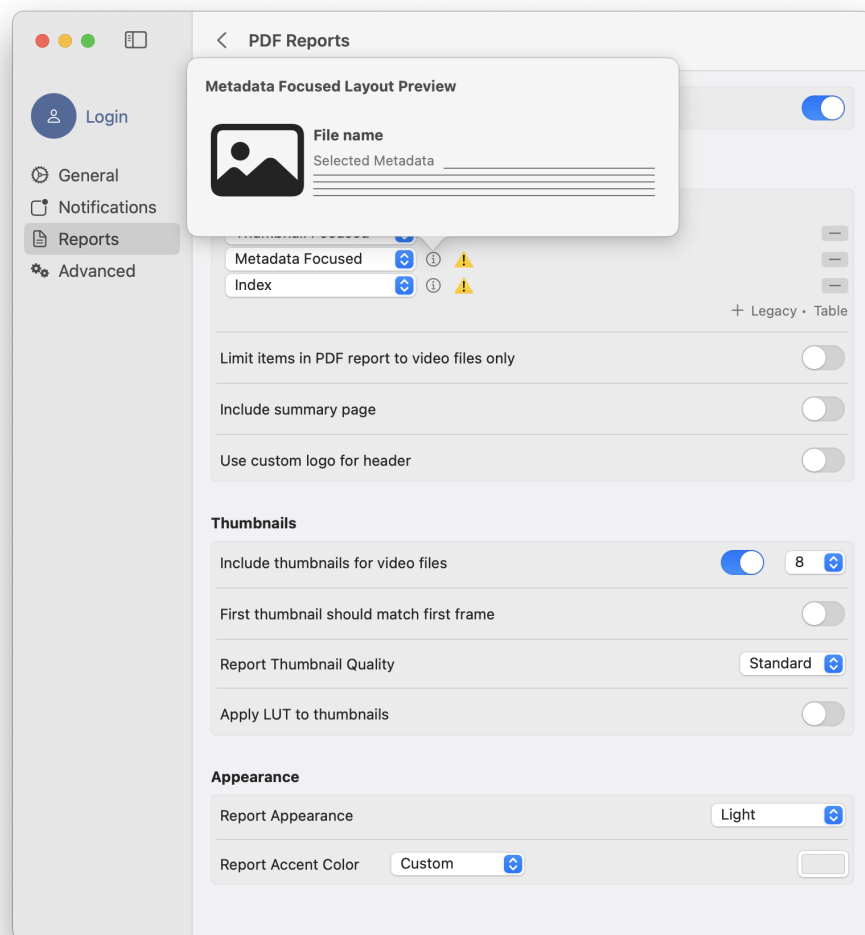 PDF Reports
Metadata Focused Layout Preview
File name
Selected Metadata
Login
General
Notifications
Reports
Advanced
Focused
Metadata Focused
Index
+ Legacy • Table
Limit items in PDF report to video files only
Include summary page
Use custom logo for header
Thumbnails
Include thumbnails for video files 8
First thumbnail should match first frame
Report Thumbnail Quality Standard
Apply LUT to thumbnails
Appearance
Report Appearance Light
Report Accent Color Custom